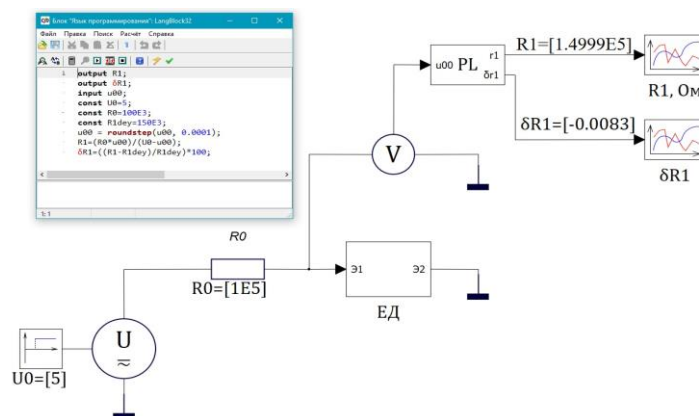 Блок "Язык программирования": LangBlock32
Файл Правка Поиск Расчёт Справка
output R1;
output δR1;
input u00;
const U0=5;
const R0=100E3;
const R1dey=150E3;
u00 = roundstep(u00, 0.0001);
R1=(R0*u00)/(U0-u00);
δR1=((R1-R1dey)/R1dey)*100;
1: 1
u00 PL
r1
δr1
R1=[1.4999E5]
R1, Ом
δR1=[-0.0083]
δR1
V
R0
R0=[1E5]
Э1
Э2
ЕД
U
≂
U0=[5]